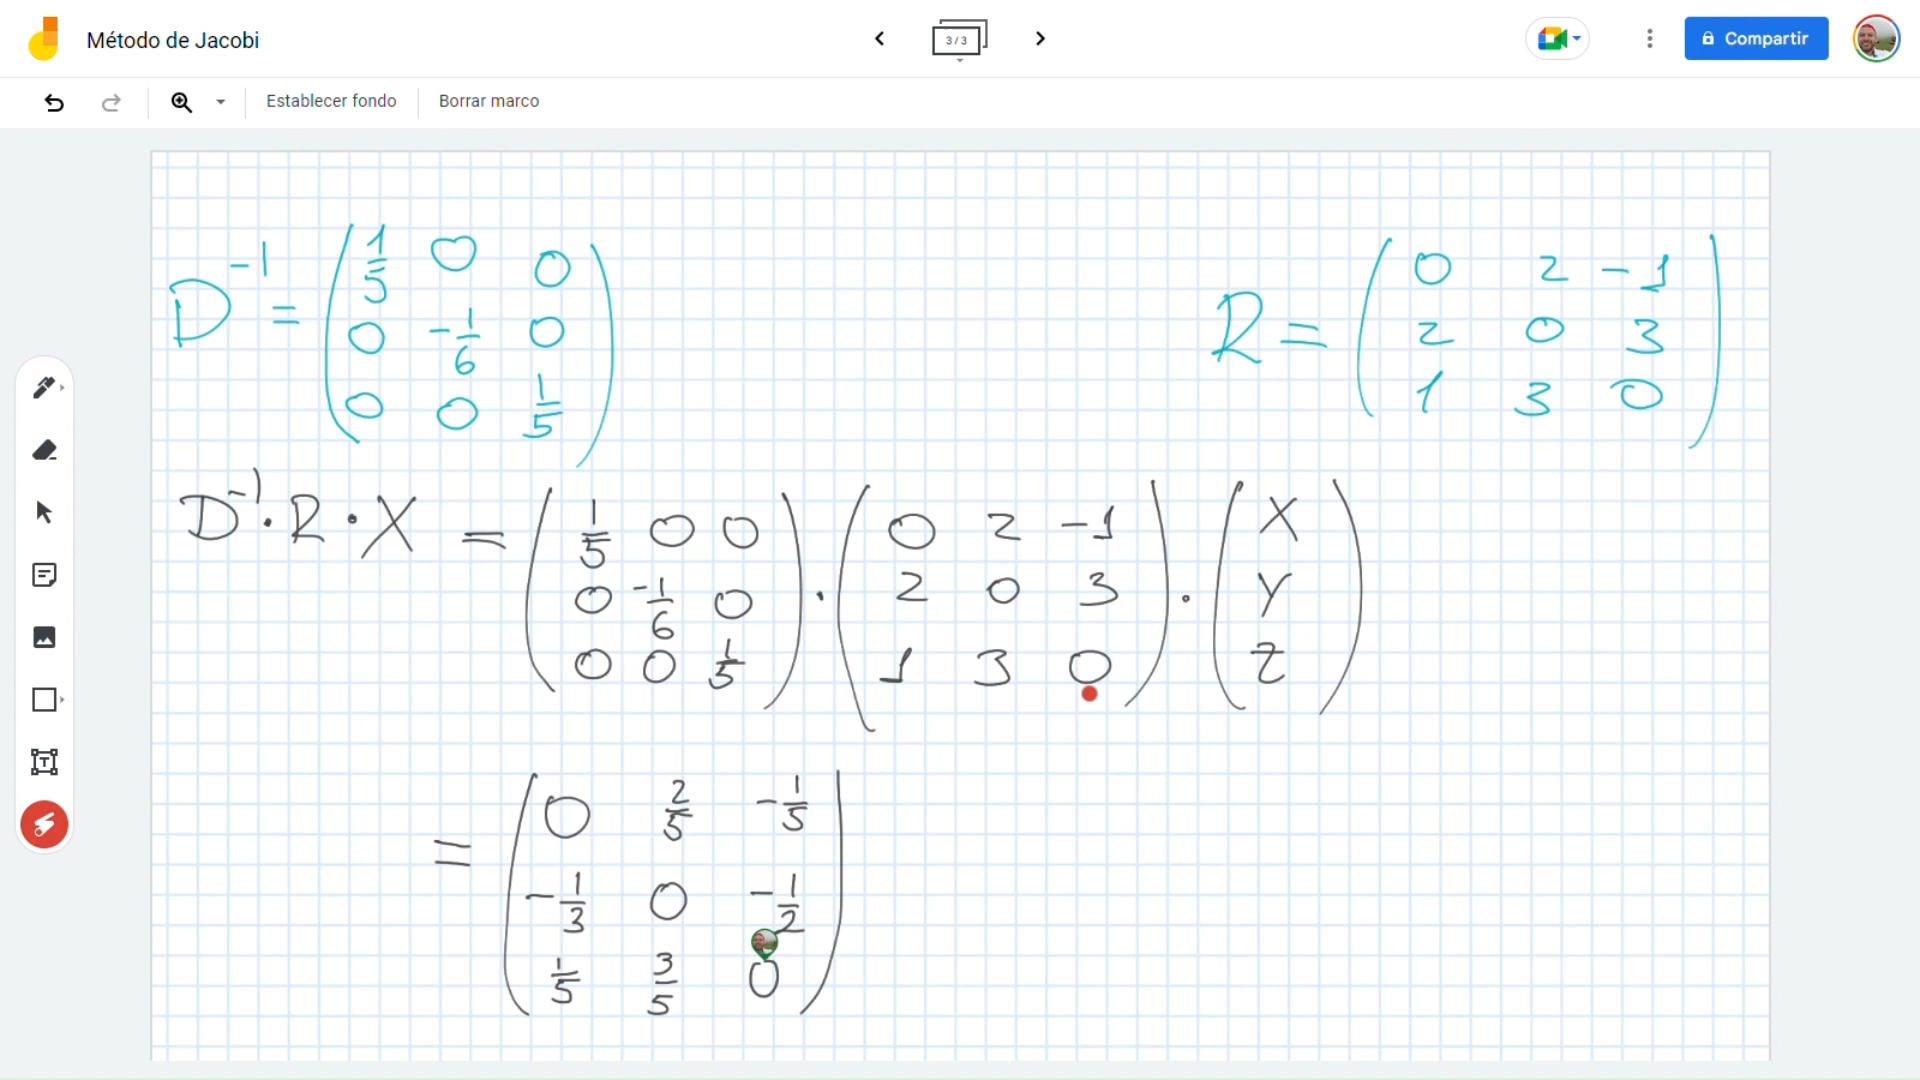 Método de Jacobi
3 / 3
Compartir
Establecer fondo
Borrar marco
D⁻¹ = ( 1/5 0 0
0 -1/6 0
0 0 1/5 )
R = ( 0 2 -1
2 0 3
1 3 0 )
D⁻¹ · R · X = ( 1/5 0 0
0 -1/6 0
0 0 1/5 ) · ( 0 2 -1
2 0 3
1 3 0 ) · ( X
Y
Z )
= ( 0 2/5 -1/5
-1/3 0 -1/2
1/5 3/5 0 )